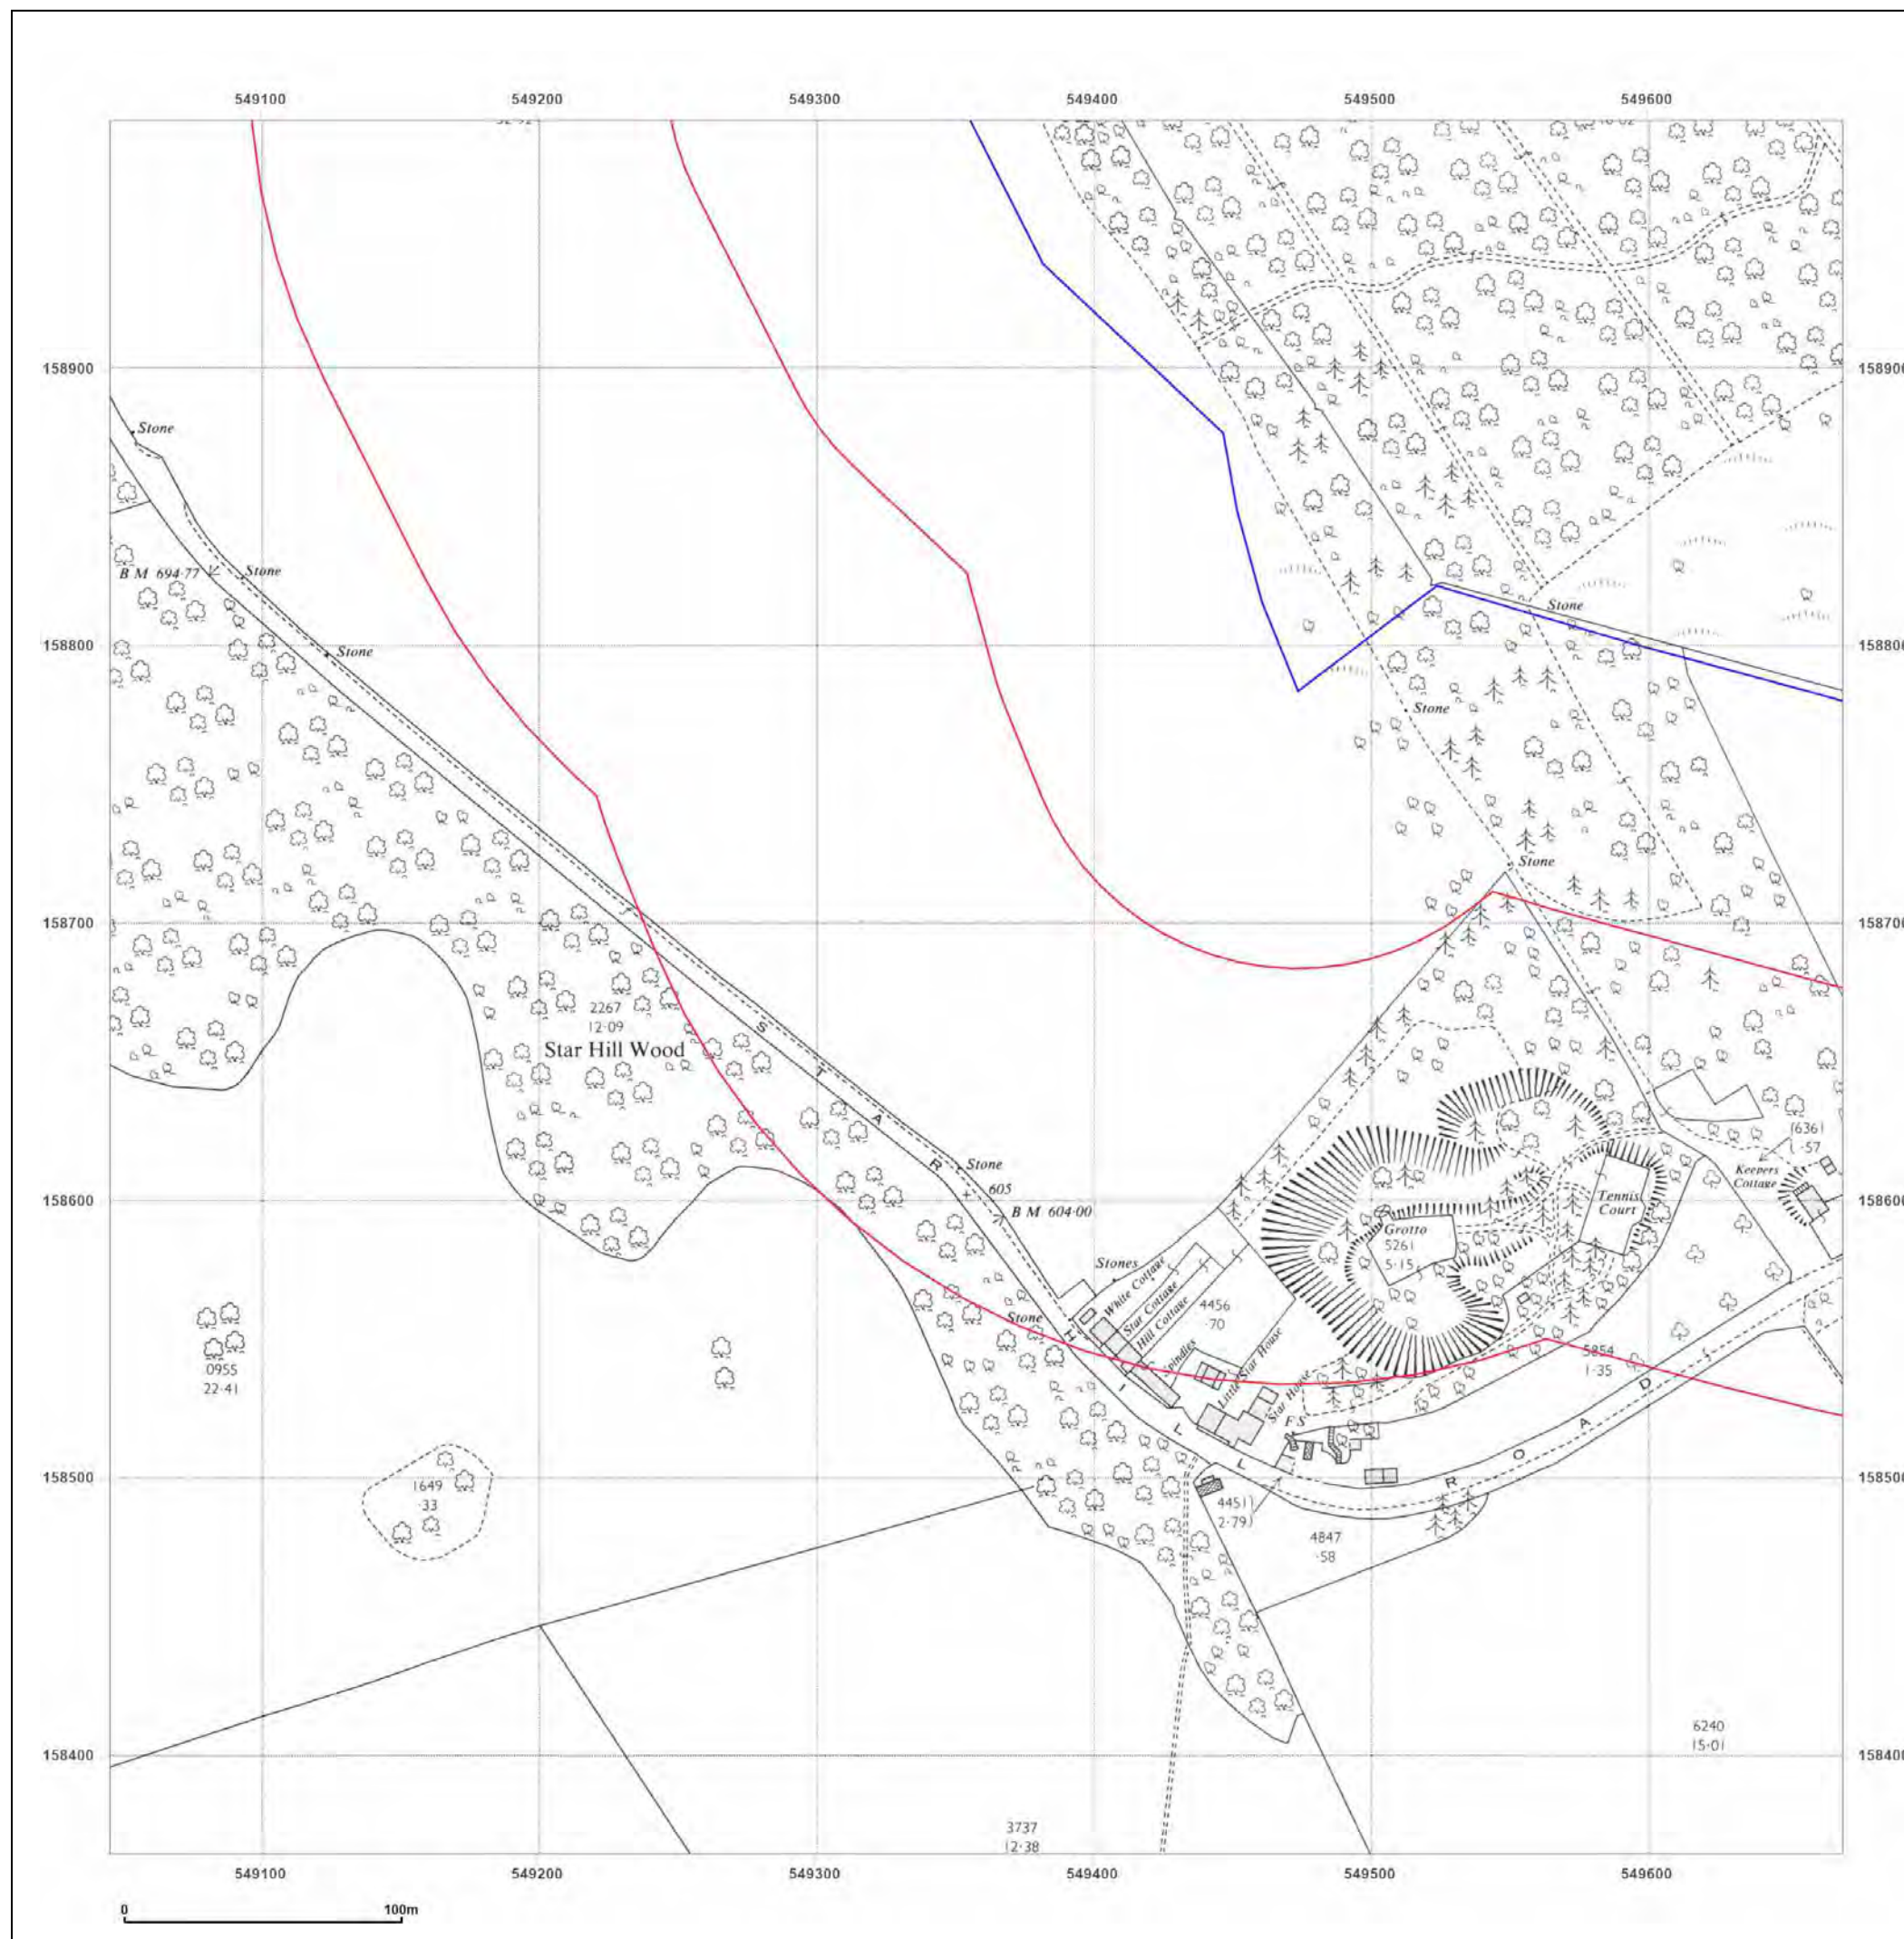 549100 549200 549300 549400 549500 549600
158900 158900
Stone
B M 694·77
Stone
Stone
158800 158800
Stone
Stone
Stone
158700 158700
2267
12·09
Star Hill Wood
STAR HILL ROAD
Stone
605
B M 604·00
158600 158600
(636)
1·57
Keepers
Cottage
Tennis
Court
Grotto
5261
5·15
Stones
White Cottage
Star Cottage
Hill Cottage
4456
·70
Stone
Spindles
Little Star House
Star House
F S
5854
1·35
0955
22·41
158500 158500
1649
·33
4451)
2·79)
4847
·58
6240
15·01
158400 158400
3737
12·38
549100 549200 549300 549400 549500 549600
0 100m